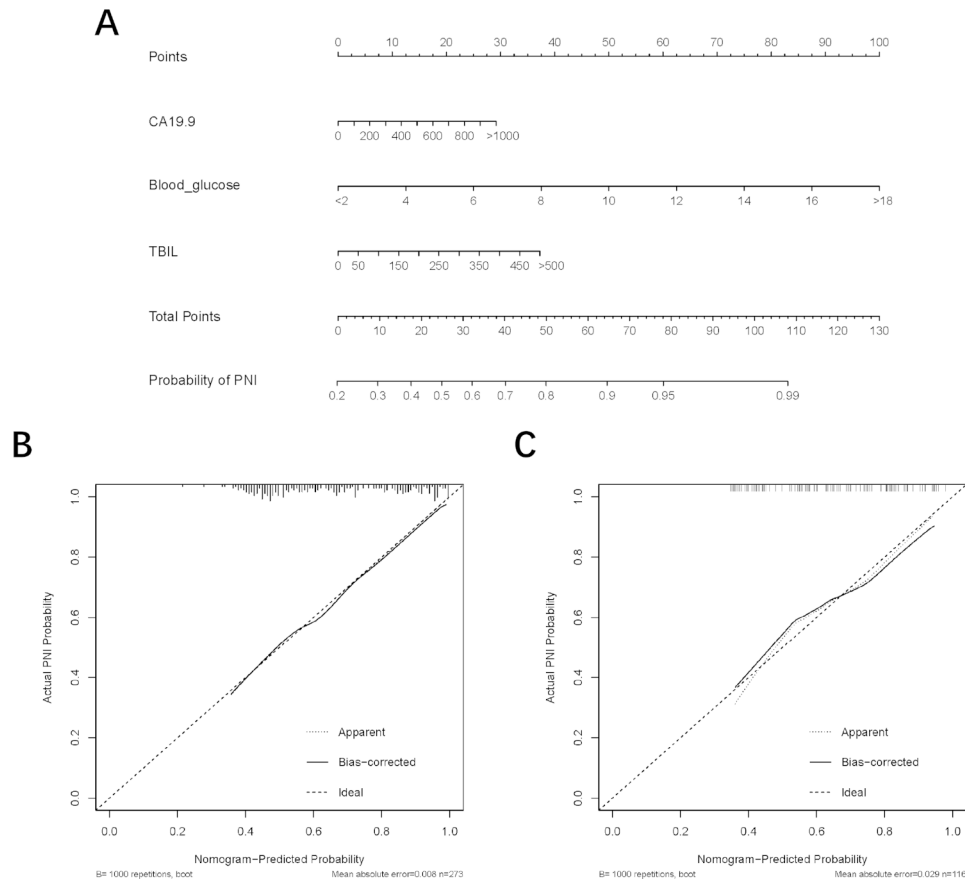 A
Points
0 10 20 30 40 50 60 70 80 90 100
CA19.9
0 200 400 600 800 >1000
Blood_glucose
<2 4 6 8 10 12 14 16 >18
TBIL
0 50 150 250 350 450 >500
Total Points
0 10 20 30 40 50 60 70 80 90 100 110 120 130
Probability of PNI
0.2 0.3 0.4 0.5 0.6 0.7 0.8 0.9 0.95 0.99
B
Actual PNI Probability
1.0
0.8
0.6
0.4
0.2
0.0
Apparent
Bias-corrected
Ideal
0.0 0.2 0.4 0.6 0.8 1.0
Nomogram-Predicted Probability
B= 1000 repetitions, boot Mean absolute error=0.008 n=273
C
Actual PNI Probability
1.0
0.8
0.6
0.4
0.2
0.0
Apparent
Bias-corrected
Ideal
0.0 0.2 0.4 0.6 0.8 1.0
Nomogram-Predicted Probability
B= 1000 repetitions, boot Mean absolute error=0.029 n=116